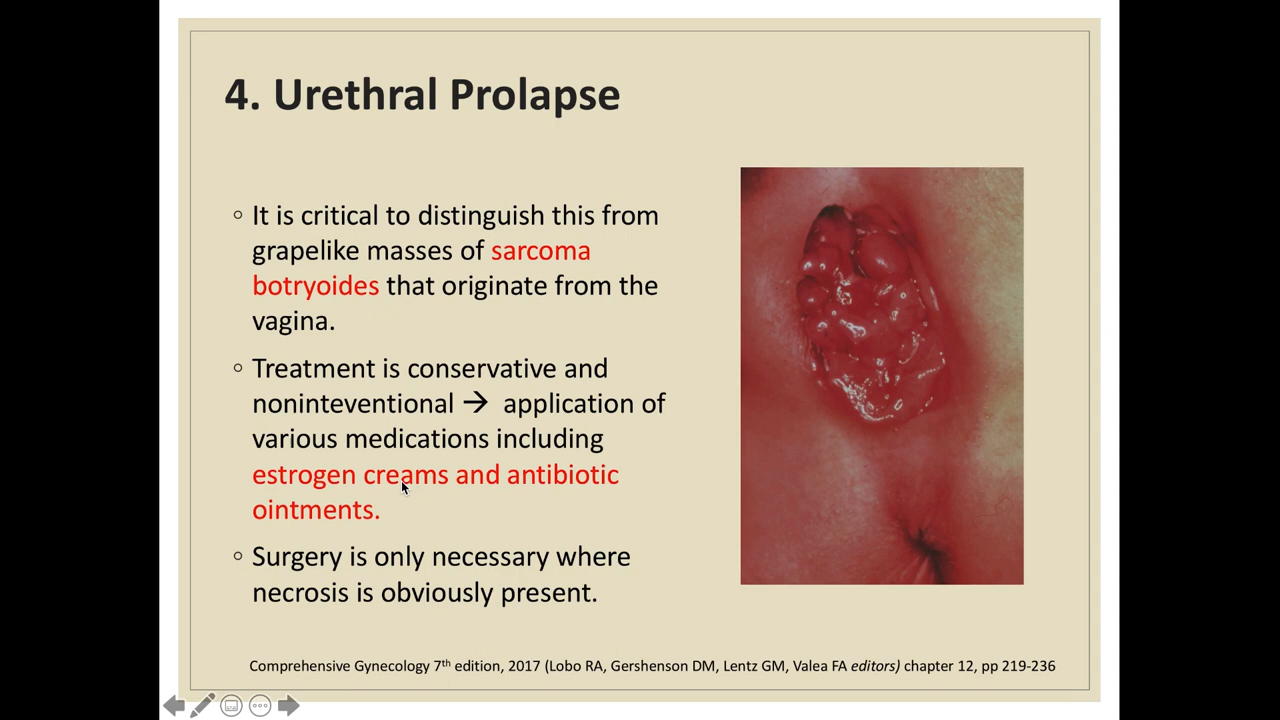 4. Urethral Prolapse
◦ It is critical to distinguish this from
grapelike masses of sarcoma
botryoides that originate from the
vagina.
◦ Treatment is conservative and
noninteventional → application of
various medications including
estrogen creams and antibiotic
ointments.
◦ Surgery is only necessary where
necrosis is obviously present.
Comprehensive Gynecology 7th edition, 2017 (Lobo RA, Gershenson DM, Lentz GM, Valea FA editors) chapter 12, pp 219-236